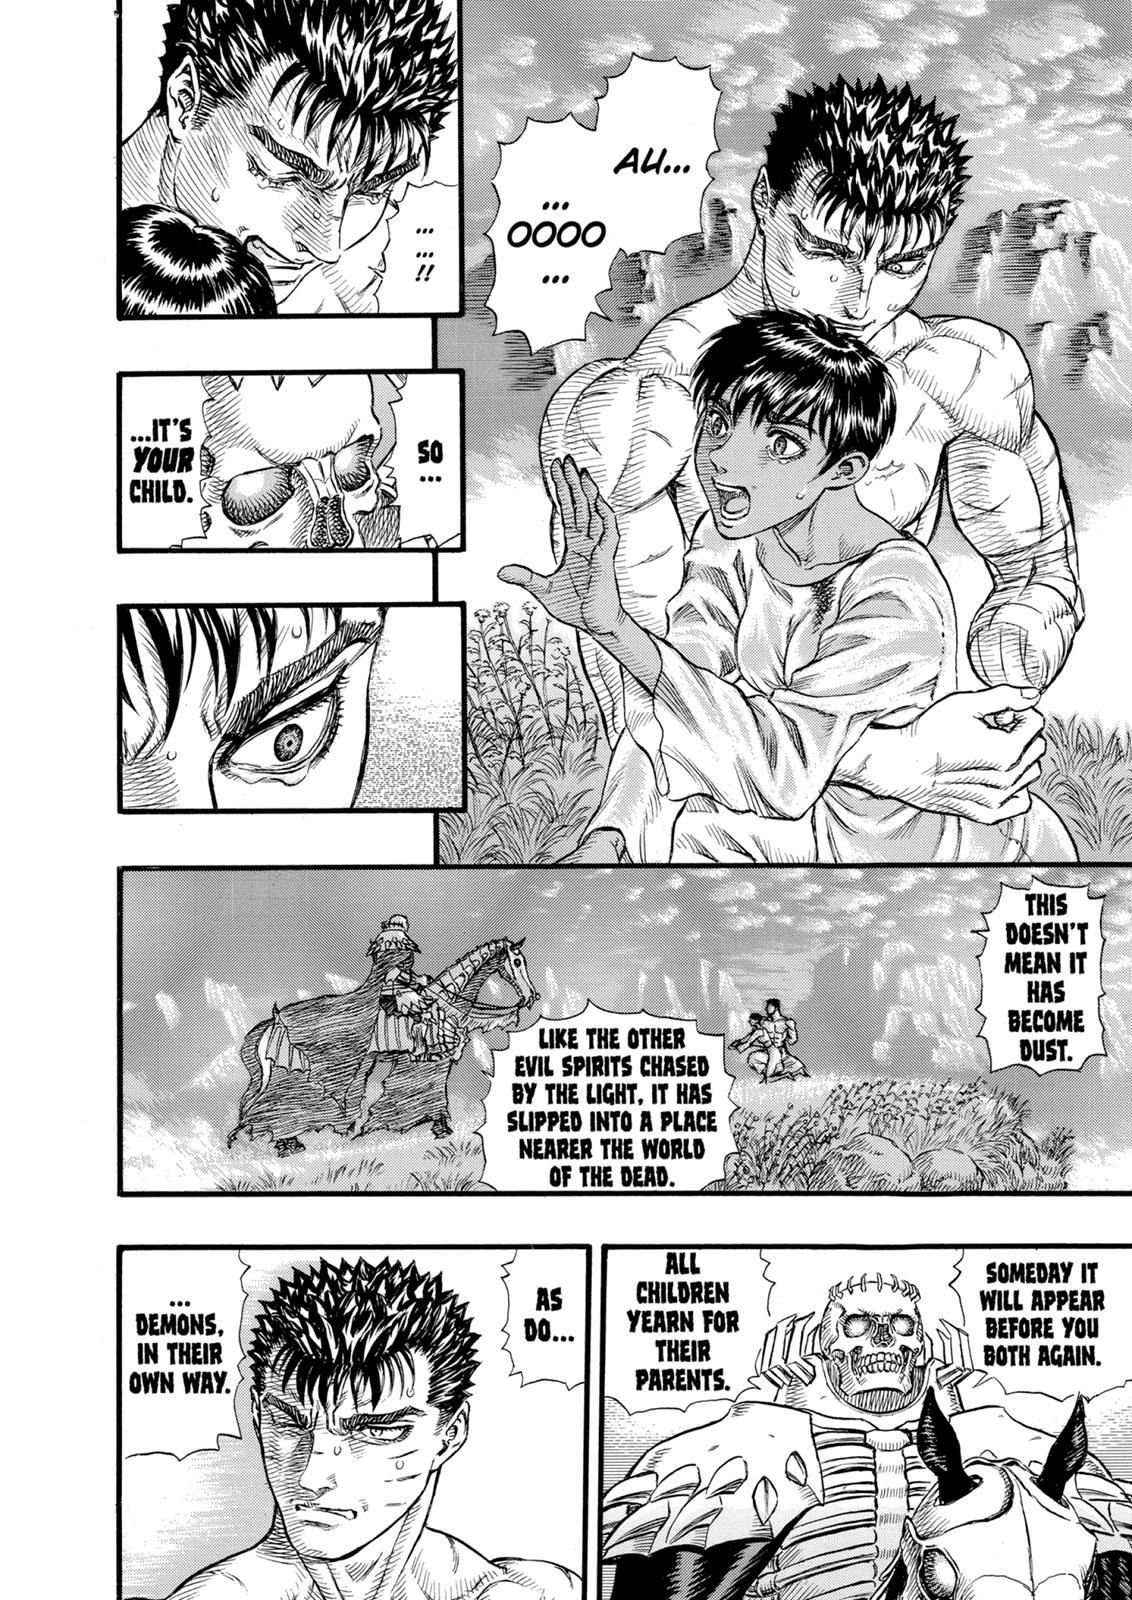 AU...
...
OOOO
...
...
...
!!
SO
...
...IT'S
YOUR
CHILD.
THIS
DOESN'T
MEAN IT
HAS
BECOME
DUST.
LIKE THE OTHER
EVIL SPIRITS CHASED
BY THE LIGHT, IT HAS
SLIPPED INTO A PLACE
NEARER THE WORLD
OF THE DEAD.
SOMEDAY IT
WILL APPEAR
BEFORE YOU
BOTH AGAIN.
ALL
CHILDREN
YEARN FOR
THEIR
PARENTS.
AS
DO...
...
DEMONS,
IN THEIR
OWN WAY.